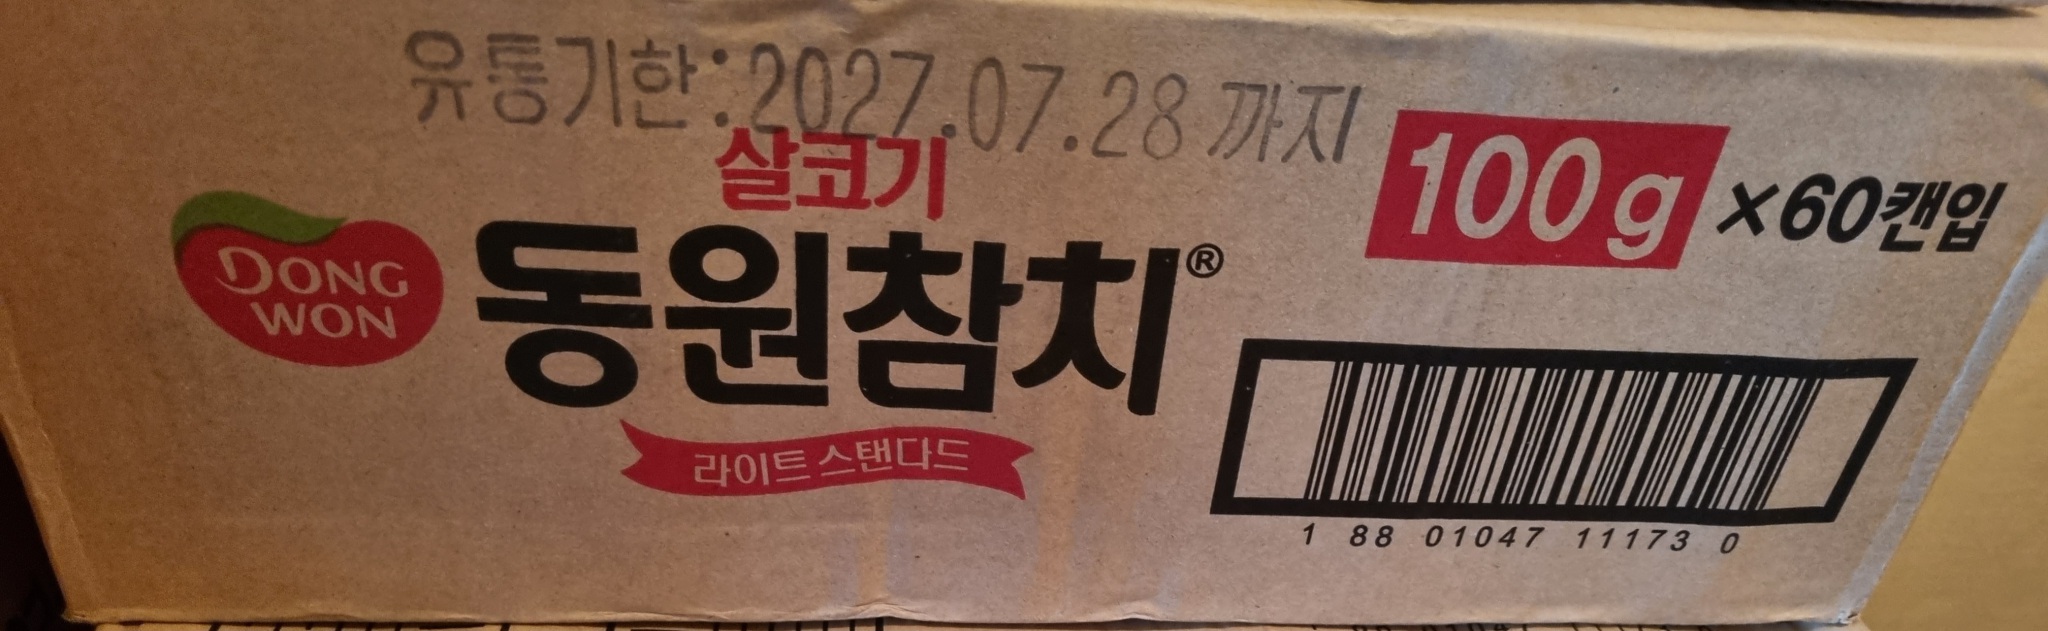 유통기한:2027.07.28 까지
살코기
100g ×60캔입
DONG
WON
동원참치®
라이트 스탠다드
1 88 01047 11173 0